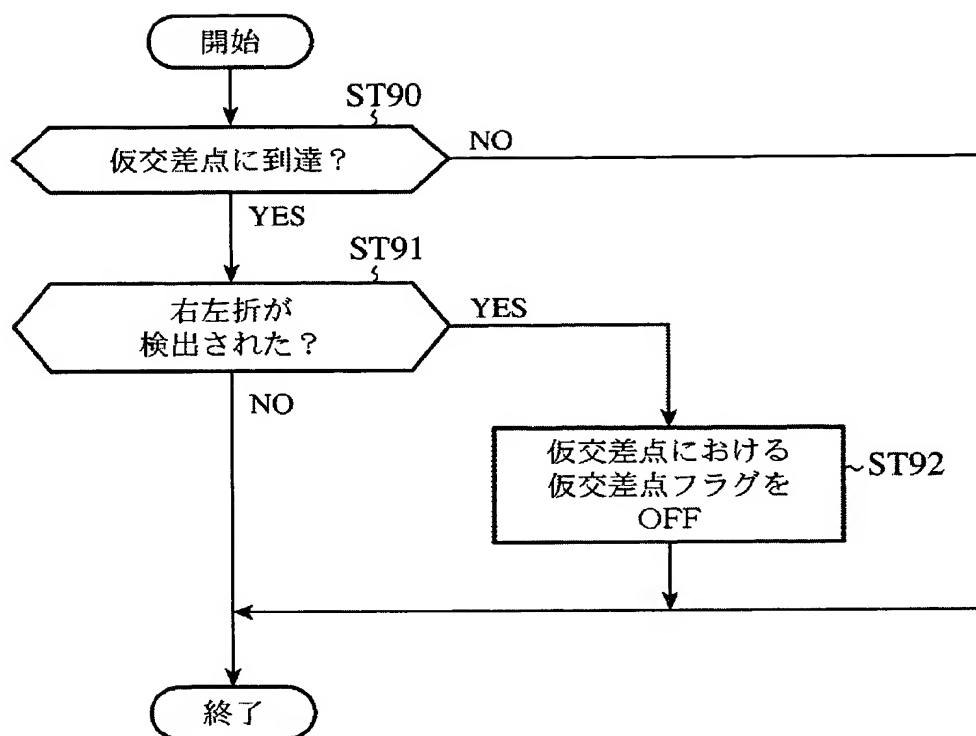 開始
ST90
仮交差点に到達?
NO
YES
ST91
右左折が
検出された?
YES
NO
仮交差点における
仮交差点フラグを
OFF
ST92
終了